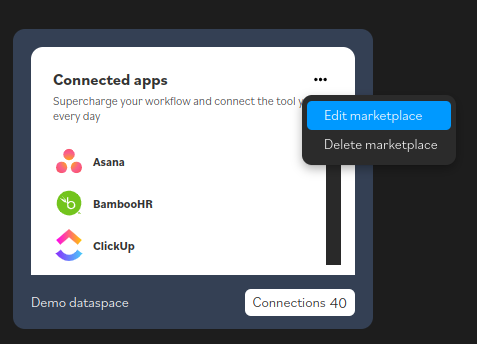 Connected apps
Supercharge your workflow and connect the tool
every day
Edit marketplace
Delete marketplace
Asana
BambooHR
ClickUp
Demo dataspace
Connections 40